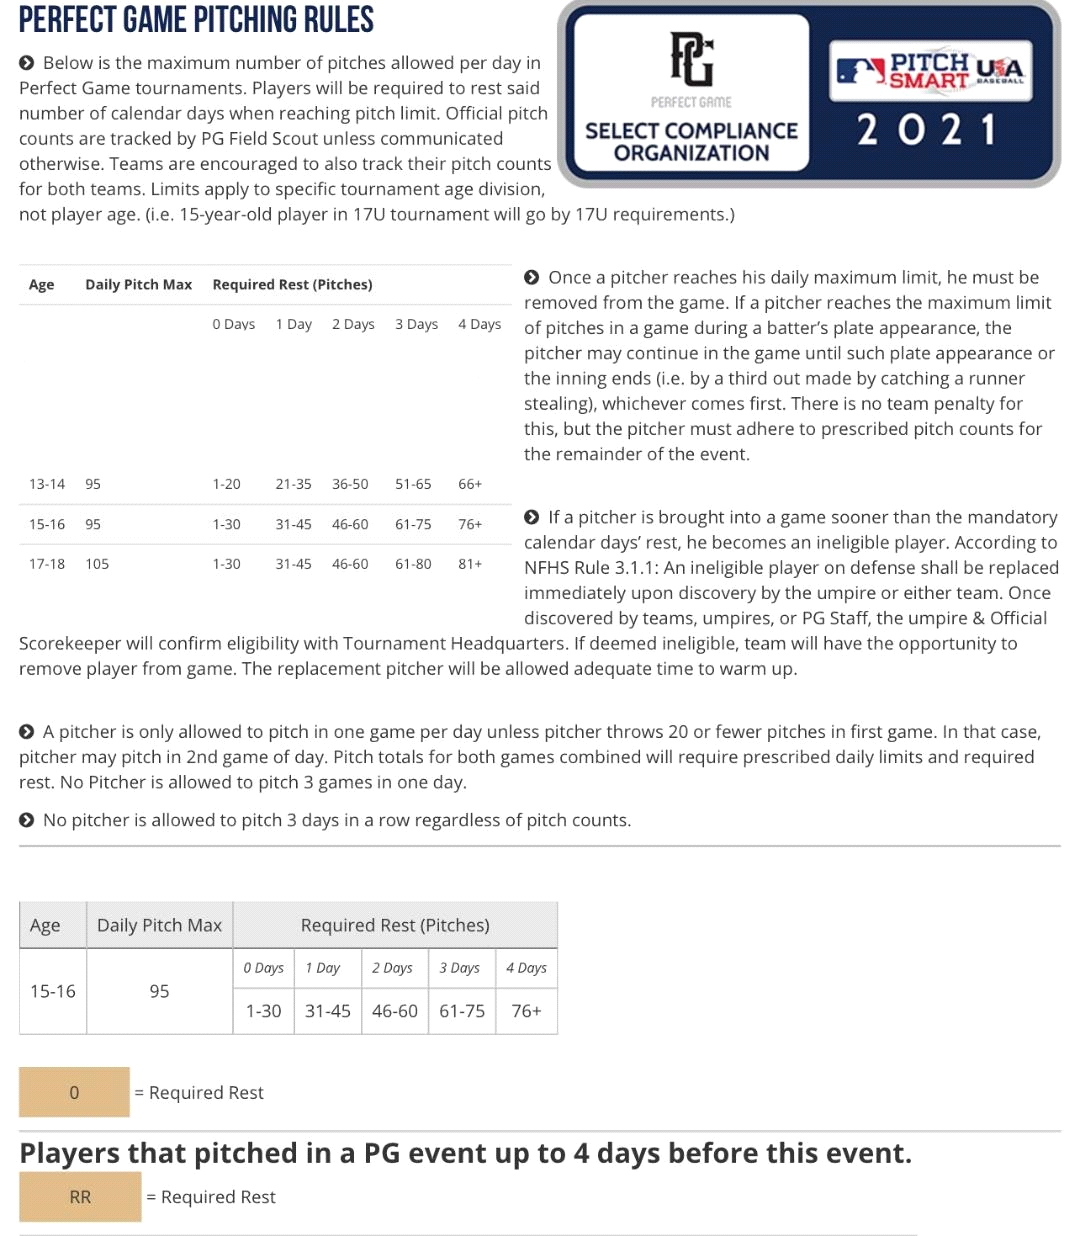 PERFECT GAME PITCHING RULES
Below is the maximum number of pitches allowed per day in
Perfect Game tournaments. Players will be required to rest said
number of calendar days when reaching pitch limit. Official pitch
counts are tracked by PG Field Scout unless communicated
otherwise. Teams are encouraged to also track their pitch counts
for both teams. Limits apply to specific tournament age division,
not player age. (i.e. 15-year-old player in 17U tournament will go by 17U requirements.)
PG
PERFECT GAME
SELECT COMPLIANCE
ORGANIZATION
PITCH
SMART
USA
BASEBALL
2021
Age Daily Pitch Max Required Rest (Pitches)
0 Days 1 Day 2 Days 3 Days 4 Days
13-14 95 1-20 21-35 36-50 51-65 66+
15-16 95 1-30 31-45 46-60 61-75 76+
17-18 105 1-30 31-45 46-60 61-80 81+
Once a pitcher reaches his daily maximum limit, he must be
removed from the game. If a pitcher reaches the maximum limit
of pitches in a game during a batter's plate appearance, the
pitcher may continue in the game until such plate appearance or
the inning ends (i.e. by a third out made by catching a runner
stealing), whichever comes first. There is no team penalty for
this, but the pitcher must adhere to prescribed pitch counts for
the remainder of the event.
If a pitcher is brought into a game sooner than the mandatory
calendar days' rest, he becomes an ineligible player. According to
NFHS Rule 3.1.1: An ineligible player on defense shall be replaced
immediately upon discovery by the umpire or either team. Once
discovered by teams, umpires, or PG Staff, the umpire & Official
Scorekeeper will confirm eligibility with Tournament Headquarters. If deemed ineligible, team will have the opportunity to
remove player from game. The replacement pitcher will be allowed adequate time to warm up.
A pitcher is only allowed to pitch in one game per day unless pitcher throws 20 or fewer pitches in first game. In that case,
pitcher may pitch in 2nd game of day. Pitch totals for both games combined will require prescribed daily limits and required
rest. No Pitcher is allowed to pitch 3 games in one day.
No pitcher is allowed to pitch 3 days in a row regardless of pitch counts.
Age Daily Pitch Max Required Rest (Pitches)
0 Days 1 Day 2 Days 3 Days 4 Days
15-16 95
1-30 31-45 46-60 61-75 76+
0 = Required Rest
Players that pitched in a PG event up to 4 days before this event.
RR = Required Rest